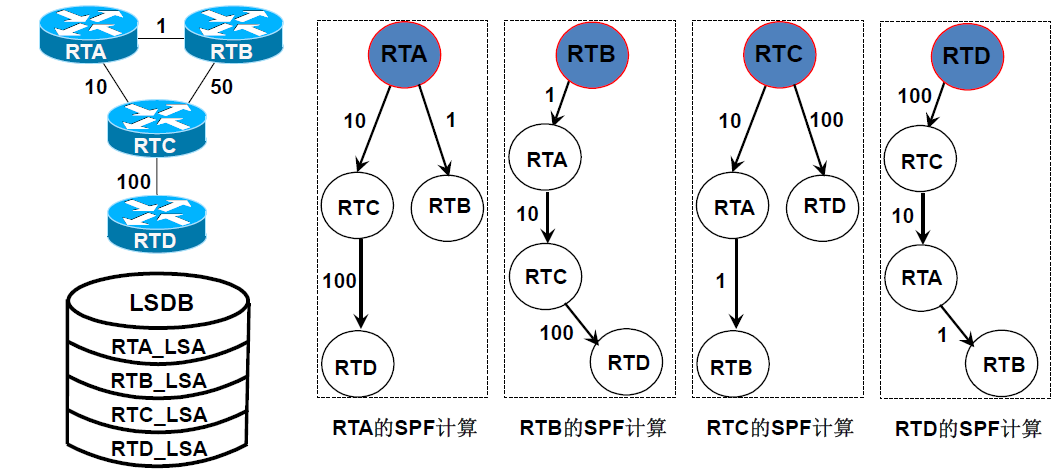 1
RTA
RTB
10
50
RTC
100
RTD
LSDB
RTA_LSA
RTB_LSA
RTC_LSA
RTD_LSA
RTA
10
1
RTC
RTB
100
RTD
RTA的SPF计算
RTB
1
RTA
10
RTC
100
RTD
RTB的SPF计算
RTC
10
100
RTA
RTD
1
RTB
RTC的SPF计算
RTD
100
RTC
10
RTA
1
RTB
RTD的SPF计算